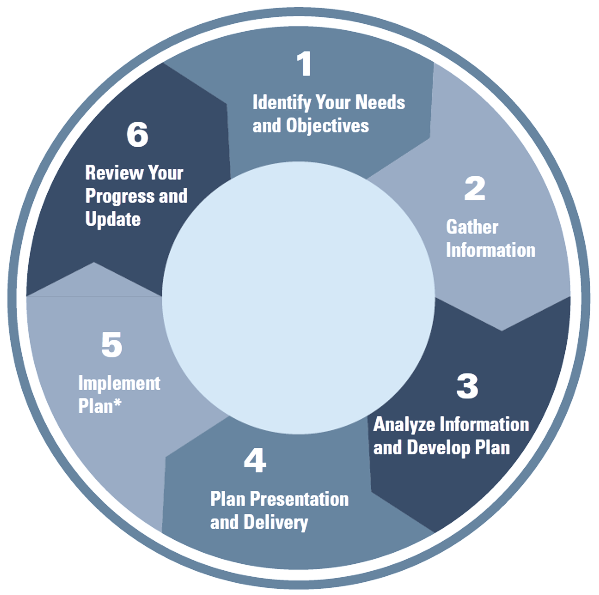 1
Identify Your Needs
and Objectives
2
Gather
Information
3
Analyze Information
and Develop Plan
4
Plan Presentation
and Delivery
5
Implement
Plan*
6
Review Your
Progress and
Update